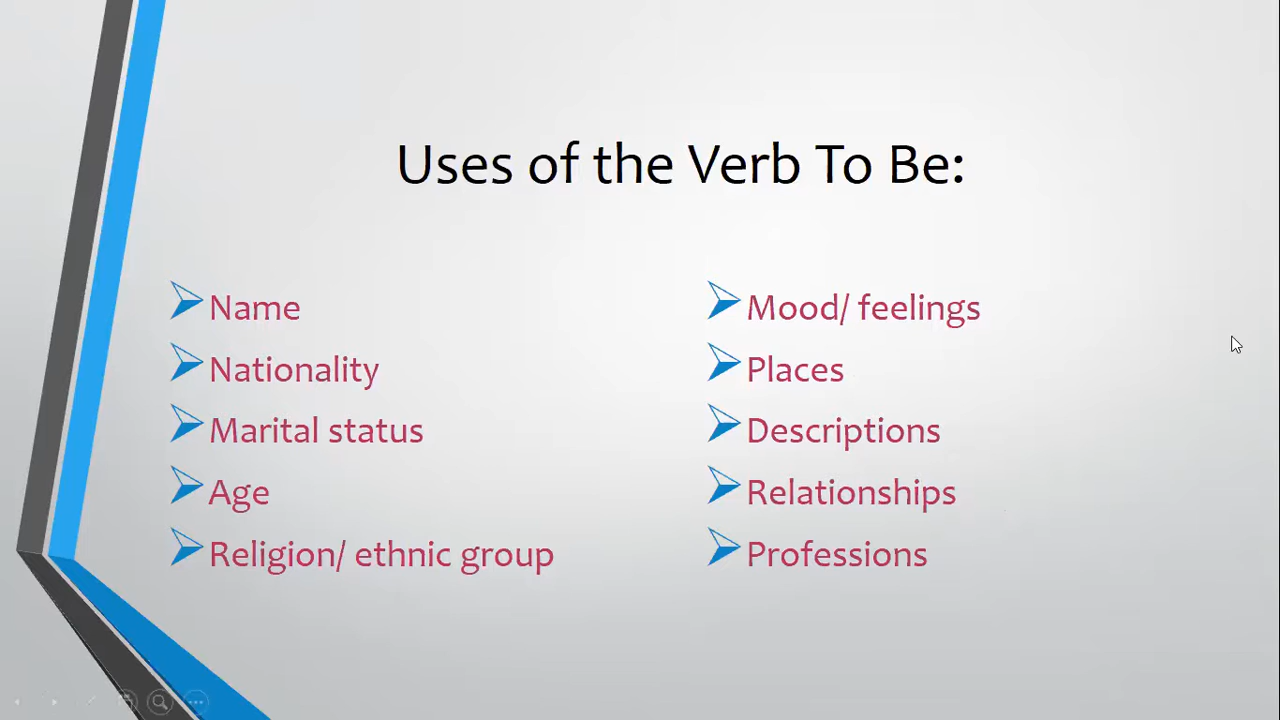 Uses of the Verb To Be:
Name
Nationality
Marital status
Age
Religion/ ethnic group
Mood/ feelings
Places
Descriptions
Relationships
Professions